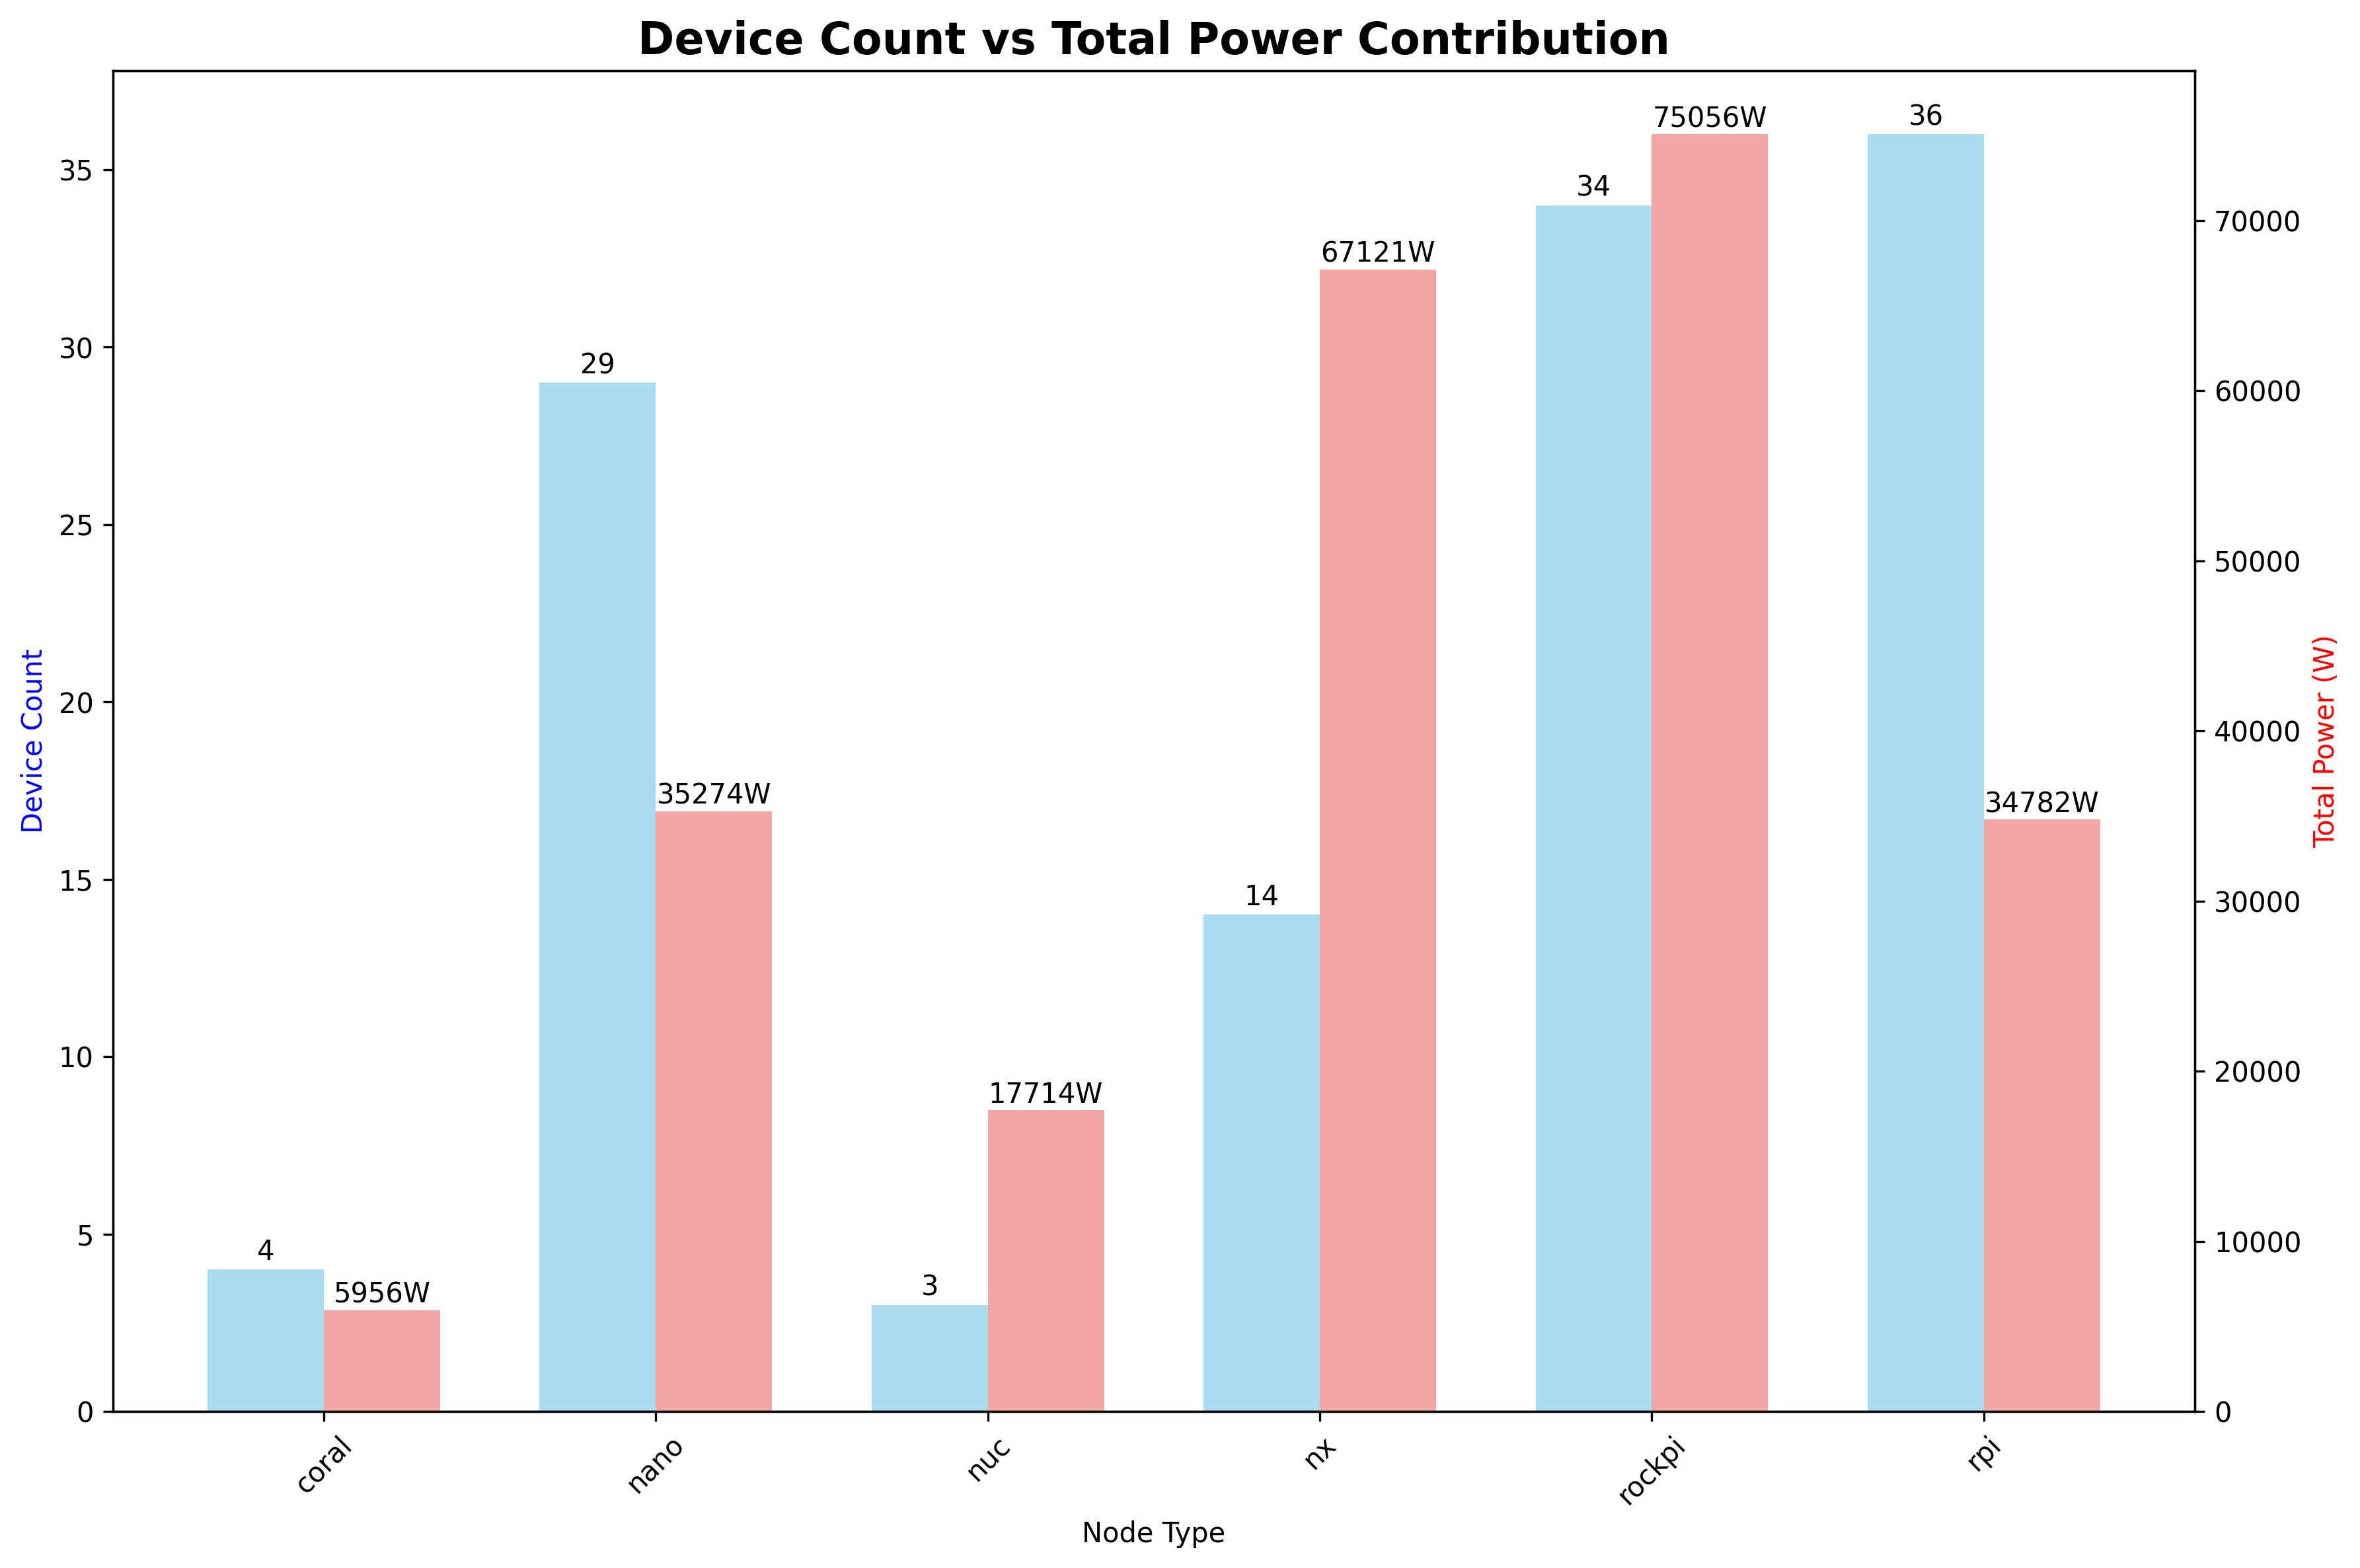 Device Count vs Total Power Contribution
Device Count
35
30
25
20
15
10
5
0
4
5956W
29
35274W
3
17714W
14
67121W
34
75056W
36
34782W
70000
60000
50000
40000
30000
20000
10000
0
Total Power (W)
coral
nano
nuc
nx
rockpi
rpi
Node Type